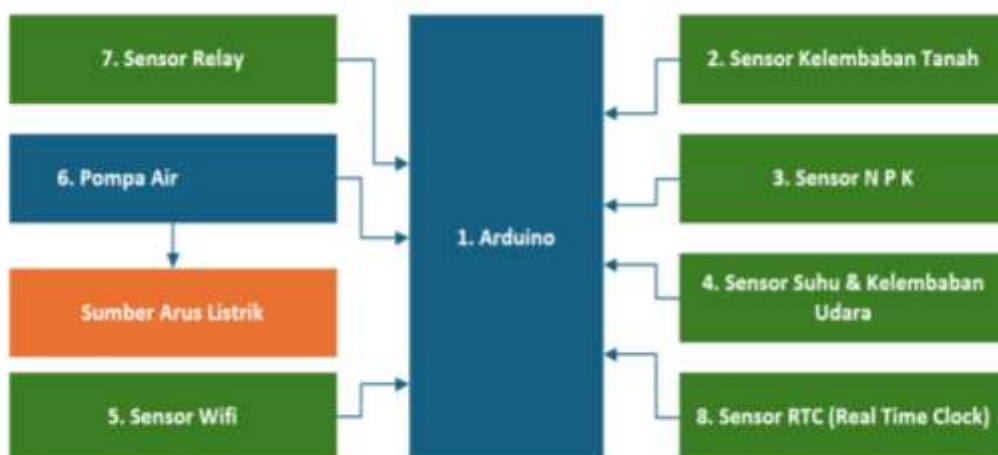 7. Sensor Relay
6. Pompa Air
Sumber Arus Listrik
5. Sensor Wifi
1. Arduino
2. Sensor Kelembaban Tanah
3. Sensor N P K
4. Sensor Suhu & Kelembaban
Udara
8. Sensor RTC (Real Time Clock)